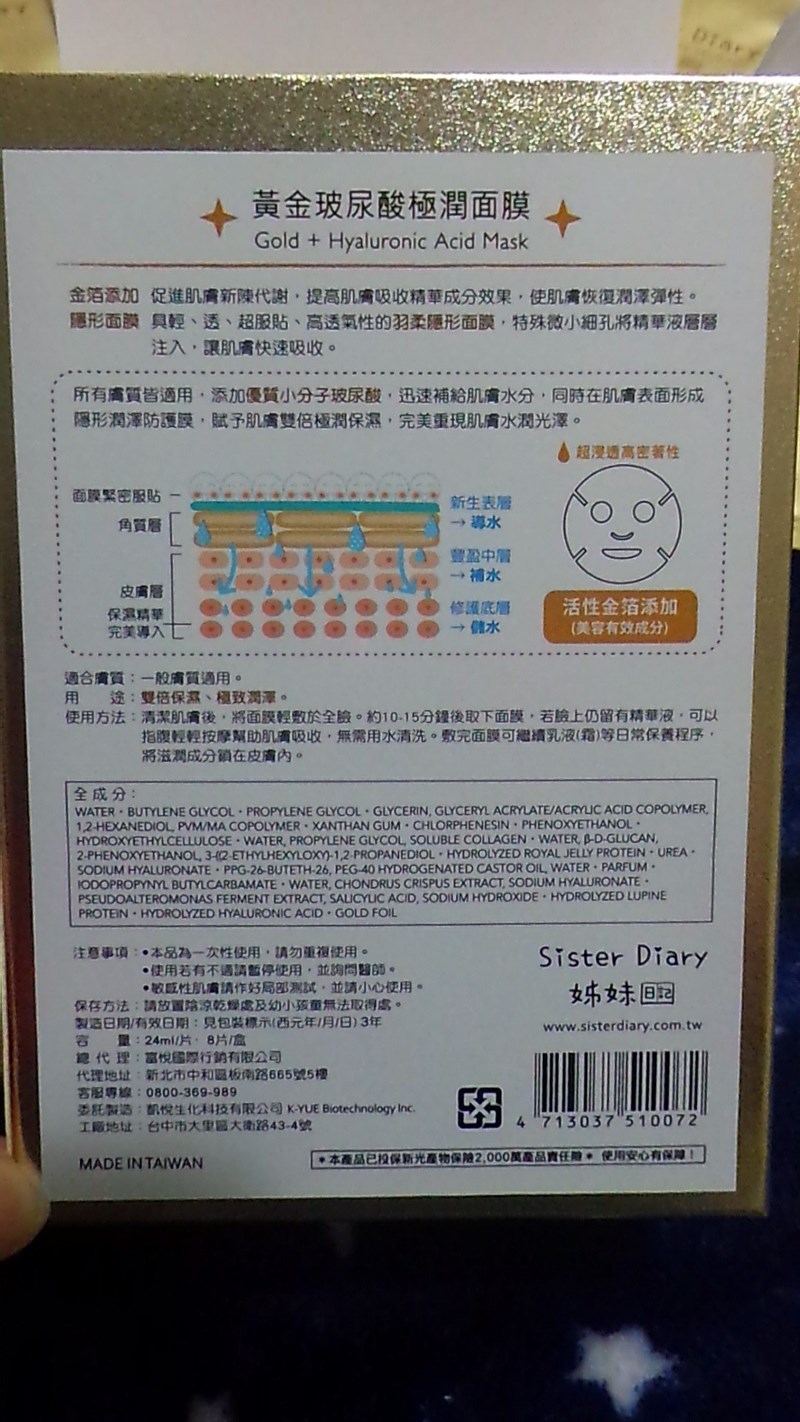 Diary
黃金玻尿酸極潤面膜
Gold + Hyaluronic Acid Mask
金箔添加 促進肌膚新陳代謝,提高肌膚吸收精華成分效果,使肌膚恢復潤澤彈性。
隱形面膜 具輕、透、超服貼、高透氣性的羽柔隱形面膜,特殊微小細孔將精華液層層
注入,讓肌膚快速吸收。
所有膚質皆適用,添加優質小分子玻尿酸,迅速補給肌膚水分,同時在肌膚表面形成
隱形潤澤防護膜,賦予肌膚雙倍極潤保濕,完美重現肌膚水潤光澤。
超浸透高密著性
面膜緊密服貼
角質層
皮膚層
保濕精華
完美導入
新生表層
→ 導水
豐盈中層
→ 補水
修護底層
→ 儲水
活性金箔添加
(美容有效成分)
適合膚質:一般膚質適用。
用 途:雙倍保濕、極致潤澤。
使用方法:清潔肌膚後,將面膜輕敷於全臉。約10-15分鐘後取下面膜,若臉上仍留有精華液,可以
指腹輕輕按摩幫助肌膚吸收,無需用水清洗。敷完面膜可繼續乳液(霜)等日常保養程序,
將滋潤成分鎖在皮膚內。
全成分:
WATER・BUTYLENE GLYCOL・PROPYLENE GLYCOL・GLYCERIN, GLYCERYL ACRYLATE/ACRYLIC ACID COPOLYMER,
1,2-HEXANEDIOL, PVM/MA COPOLYMER・XANTHAN GUM・CHLORPHENESIN・PHENOXYETHANOL・
HYDROXYETHYLCELLULOSE・WATER, PROPYLENE GLYCOL, SOLUBLE COLLAGEN・WATER, β-D-GLUCAN,
2-PHENOXYETHANOL, 3-((2-ETHYLHEXYLOXY)-1,2-PROPANEDIOL・HYDROLYZED ROYAL JELLY PROTEIN・UREA・
SODIUM HYALURONATE・PPG-26-BUTETH-26, PEG-40 HYDROGENATED CASTOR OIL, WATER・PARFUM・
IODOPROPYNYL BUTYLCARBAMATE・WATER, CHONDRUS CRISPUS EXTRACT, SODIUM HYALURONATE・
PSEUDOALTEROMONAS FERMENT EXTRACT, SALICYLIC ACID, SODIUM HYDROXIDE・HYDROLYZED LUPINE
PROTEIN・HYDROLYZED HYALURONIC ACID・GOLD FOIL
注意事項:•本品為一次性使用,請勿重複使用。
•使用若有不適請暫停使用,並詢問醫師。
•敏感性肌膚請作好局部測試,並請小心使用。
保存方法:請放置陰涼乾燥處及幼小孩童無法取得處。
製造日期/有效日期:見包裝標示(西元年/月/日) 3年
容 量:24ml/片・8片/盒
總 代 理:富悅國際行銷有限公司
代理地址:新北市中和區板南路665號5樓
客服專線:0800-369-989
委託製造:凱悅生化科技有限公司 K-YUE Biotechnology Inc.
工廠地址:台中市大里區大衛路43-4號
MADE IN TAIWAN
Sister Diary
姊妹日記
www.sisterdiary.com.tw
4 713037 510072
*本產品已投保新光產物保險2,000萬產品責任險* 使用安心有保障!